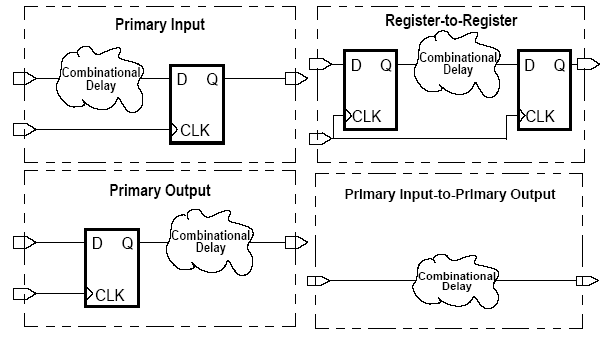 Primary Input
Combinational
Delay
D Q
CLK
Register-to-Register
D Q
CLK
Combinational
Delay
D Q
CLK
Primary Output
D Q
CLK
Combinational
Delay
Primary Input-to-Primary Output
Combinational
Delay